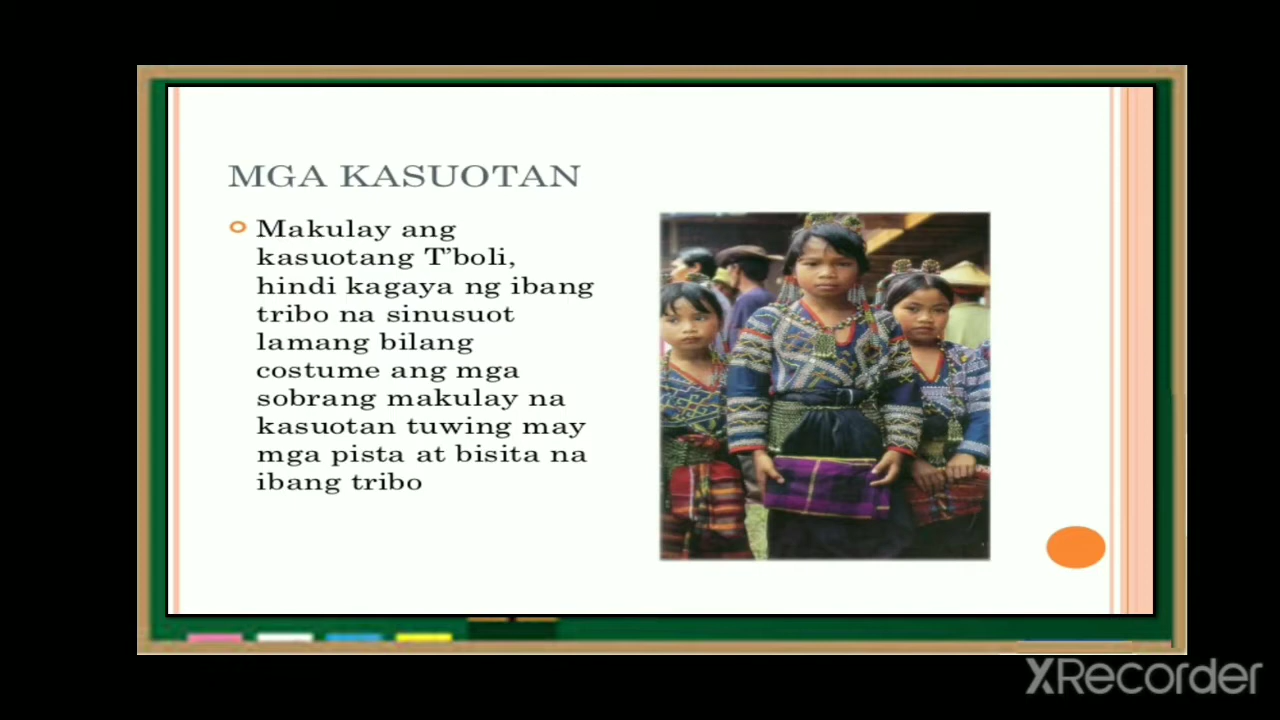 MGA KASUOTAN
Makulay ang
kasuotang T'boli,
hindi kagaya ng ibang
tribo na sinusuot
lamang bilang
costume ang mga
sobrang makulay na
kasuotan tuwing may
mga pista at bisita na
ibang tribo
XRecorder